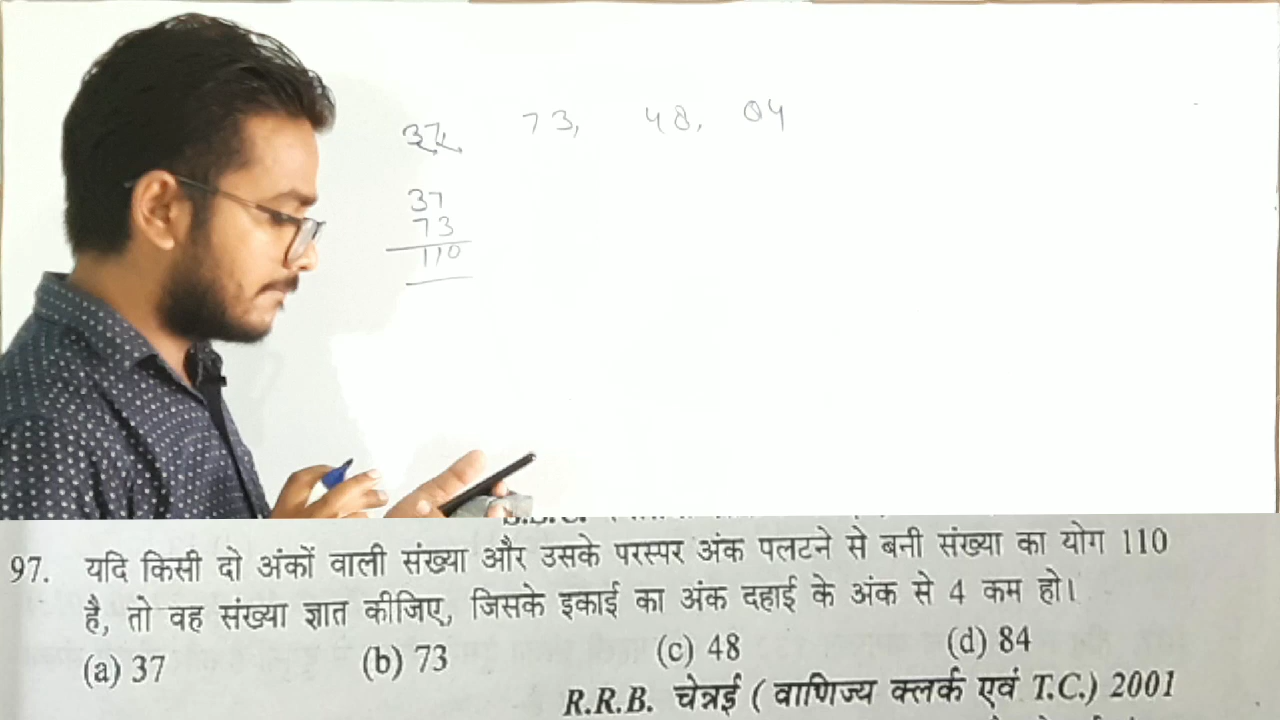 37, 73, 48, 84
37
73
110
97. यदि किसी दो अंकों वाली संख्या और उसके परस्पर अंक पलटने से बनी संख्या का योग 110
है, तो वह संख्या ज्ञात कीजिए, जिसके इकाई का अंक दहाई के अंक से 4 कम हो।
(a) 37 (b) 73 (c) 48 (d) 84
R.R.B. चेन्नई ( वाणिज्य क्लर्क एवं T.C.) 2001